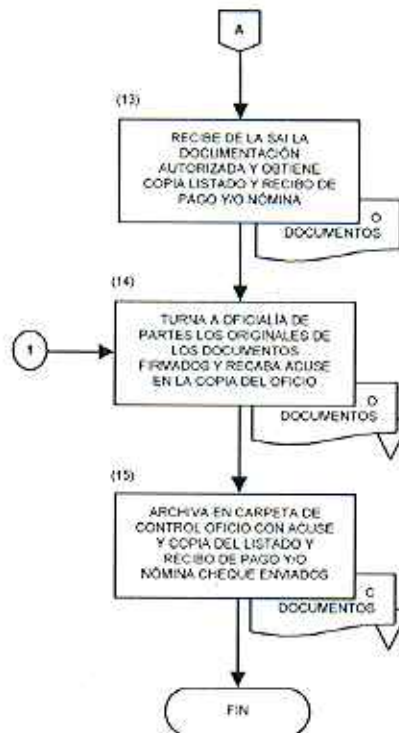 A
(13)
RECIBE DE LA SAI LA
DOCUMENTACIÓN
AUTORIZADA Y OBTIENE
COPIA LISTADO Y RECIBO DE
PAGO Y/O NÓMINA
O
DOCUMENTOS
(14)
1
TURNA A OFICIALÍA DE
PARTES LOS ORIGINALES DE
LOS DOCUMENTOS
FIRMADOS Y RECABA ACUSE
EN LA COPIA DEL OFICIO
O
DOCUMENTOS
(15)
ARCHIVA EN CARPETA DE
CONTROL OFICIO CON ACUSE
Y COPIA DEL LISTADO Y
RECIBO DE PAGO Y/O
NÓMINA CHEQUE ENVIADOS
C
DOCUMENTOS
FIN